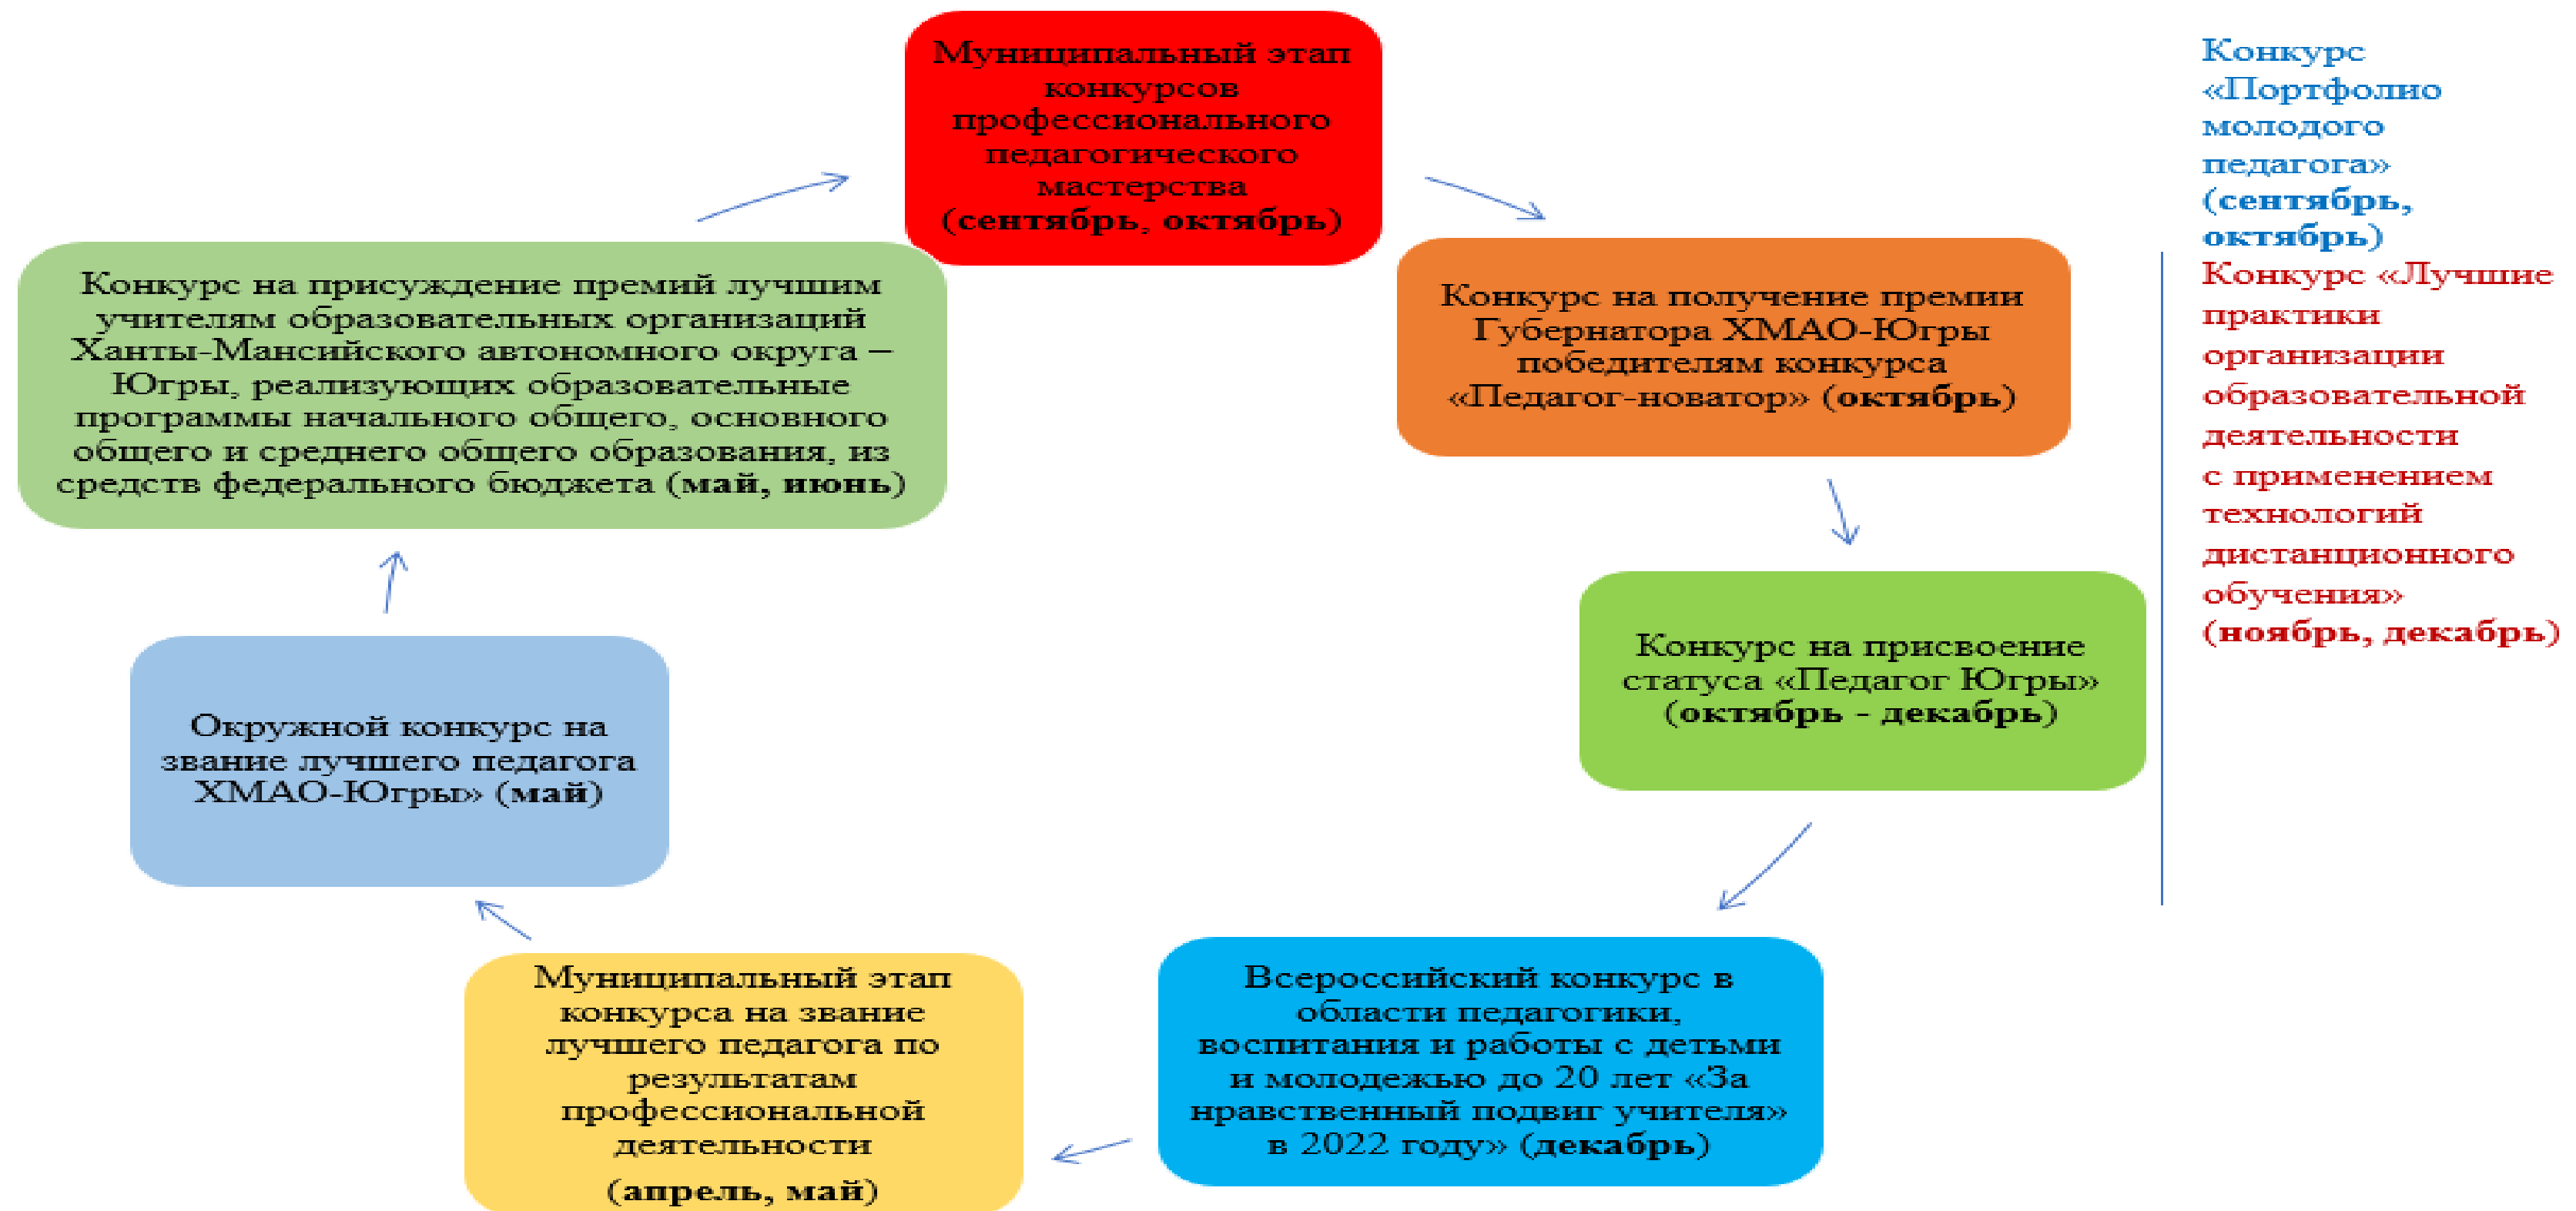 Муниципальный этап
конкурсов
профессионального
педагогического
мастерства
(сентябрь, октябрь)
Конкурс на получение премии
Губернатора ХМАО-Югры
победителям конкурса
«Педагог-новатор» (октябрь)
Конкурс на присвоение
статуса «Педагог Югры»
(октябрь - декабрь)
Всероссийский конкурс в
области педагогики,
воспитания и работы с детьми
и молодежью до 20 лет «За
нравственный подвиг учителя»
в 2022 году» (декабрь)
Муниципальный этап
конкурса на звание
лучшего педагога по
результатам
профессиональной
деятельности
(апрель, май)
Окружной конкурс на
звание лучшего педагога
ХМАО-Югры» (май)
Конкурс на присуждение премий лучшим
учителям образовательных организаций
Ханты-Мансийского автономного округа –
Югры, реализующих образовательные
программы начального общего, основного
общего и среднего общего образования, из
средств федерального бюджета (май, июнь)
Конкурс
«Портфолио
молодого
педагога»
(сентябрь,
октябрь)
Конкурс «Лучшие
практики
организации
образовательной
деятельности
с применением
технологий
дистанционного
обучения»
(ноябрь, декабрь)